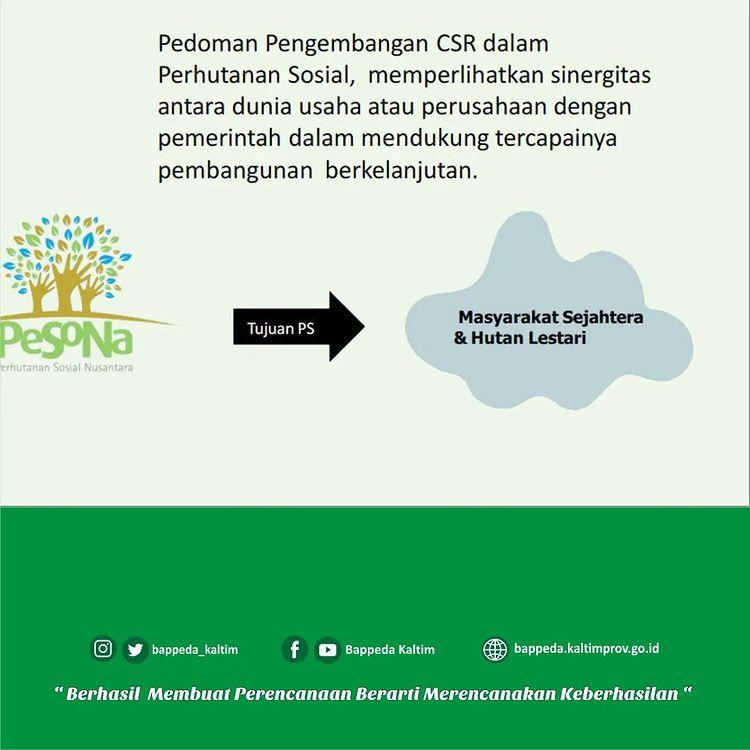 Pedoman Pengembangan CSR dalam
Perhutanan Sosial, memperlihatkan sinergitas
antara dunia usaha atau perusahaan dengan
pemerintah dalam mendukung tercapainya
pembangunan berkelanjutan.
PeSoNa
erhutanan Sosial Nusantara
Tujuan PS
Masyarakat Sejahtera
& Hutan Lestari
bappeda_kaltim
Bappeda Kaltim
bappeda.kaltimprov.go.id
“ Berhasil Membuat Perencanaan Berarti Merencanakan Keberhasilan “